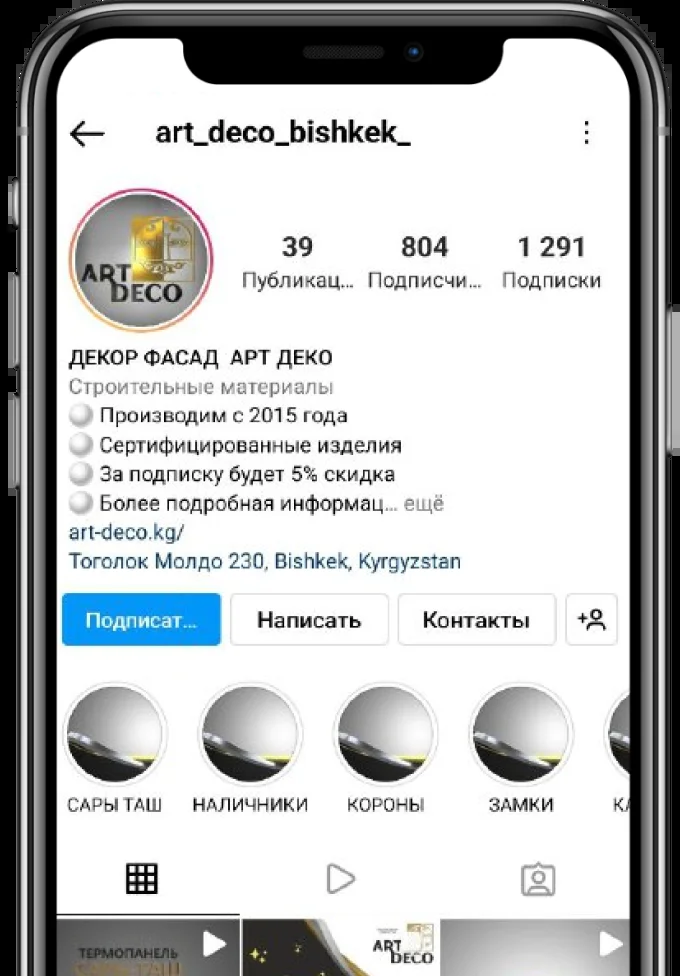 art_deco_bishkek_
ART
DECO
39
804
1 291
Публикац...
Подписчи...
Подписки
ДЕКОР ФАСАД АРТ ДЕКО
Строительные материалы
Производим с 2015 года
Сертифицированные изделия
За подписку будет 5% скидка
Более подробная информац... ещё
art-deco.kg/
Тоголок Молдо 230, Bishkek, Kyrgyzstan
Подписат...
Написать
Контакты
САРЫ ТАШ
НАЛИЧНИКИ
КОРОНЫ
ЗАМКИ
ТЕРМОПАНЕЛЬ
ART
DECO